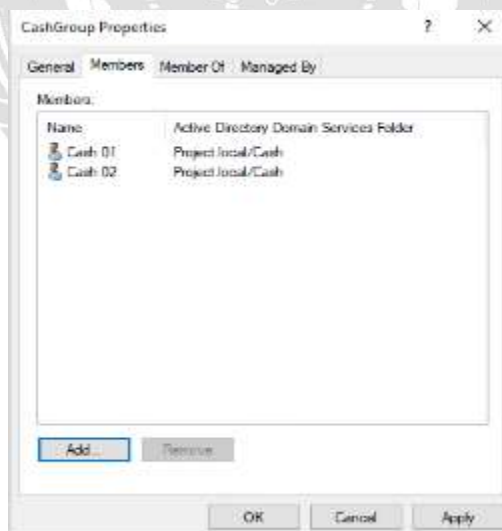 CashGroup Properties ? ✕
General Members Member Of Managed By
Members:
Name Active Directory Domain Services Folder
Cash 01 Project.local/Cash
Cash 02 Project.local/Cash
Add... Remove
OK Cancel Apply